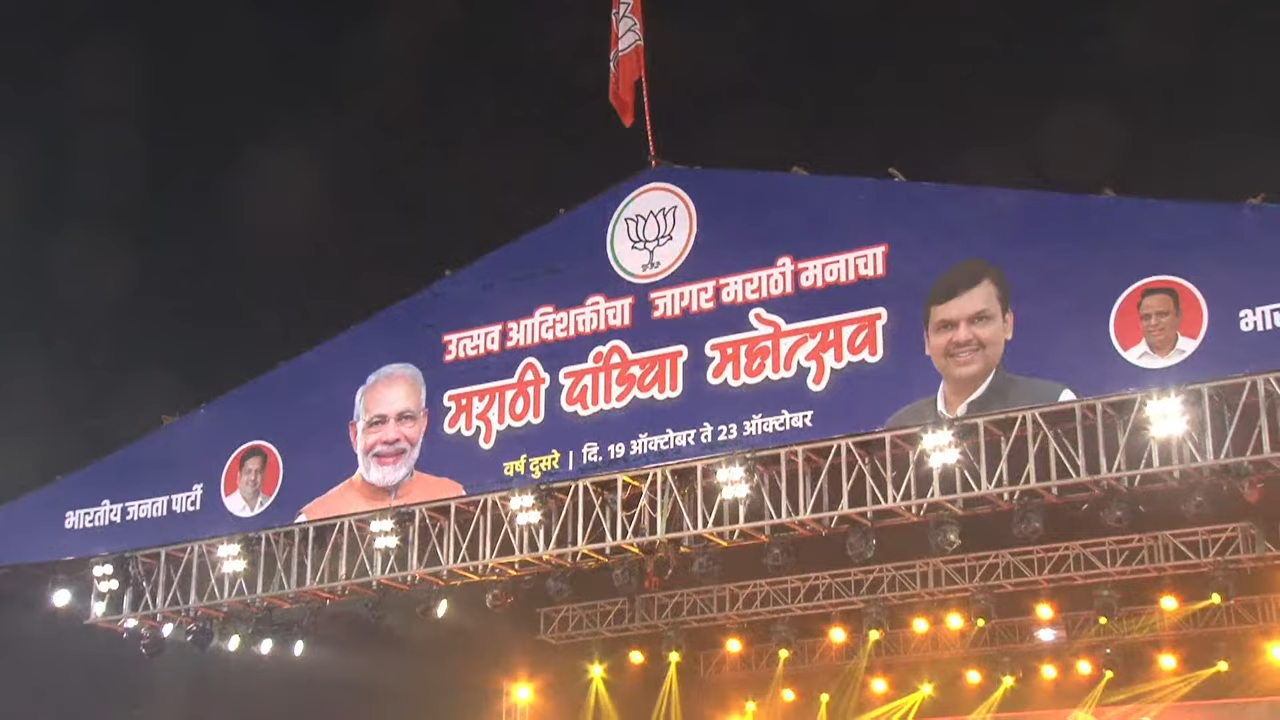 उत्सव आदिशक्तीचा जागर मराठी मनाचा
मराठी दांडिया महोत्सव
वर्ष दुसरे | दि. 19 ऑक्टोबर ते 23 ऑक्टोबर
भारतीय जनता पार्टी